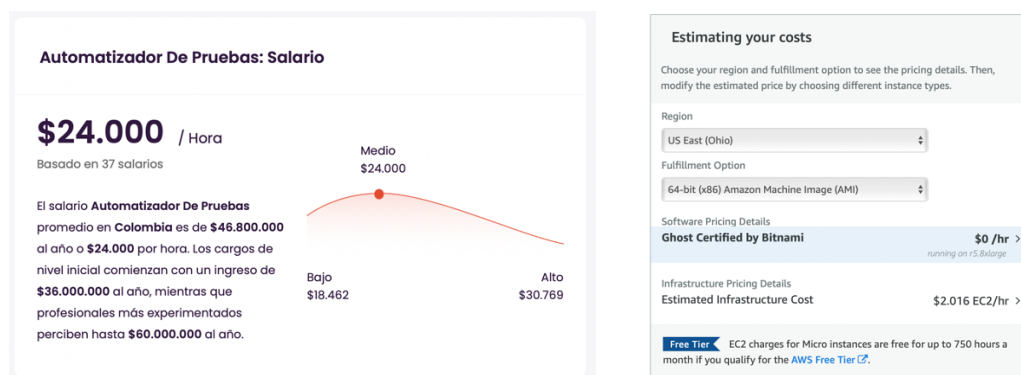 Automatizador De Pruebas: Salario
$24.000 / Hora
Basado en 37 salarios
El salario Automatizador De Pruebas
promedio en Colombia es de $46.800.000
al año o $24.000 por hora. Los cargos de
nivel inicial comienzan con un ingreso de
$36.000.000 al año, mientras que
profesionales más experimentados
perciben hasta $60.000.000 al año.
Medio
$24.000
Bajo
$18.462
Alto
$30.769
Estimating your costs
Choose your region and fulfillment option to see the pricing details. Then,
modify the estimated price by choosing different instance types.
Region
US East (Ohio)
Fulfillment Option
64-bit (x86) Amazon Machine Image (AMI)
Software Pricing Details
Ghost Certified by Bitnami $0 /hr >
running on r5.8xlarge
Infrastructure Pricing Details
Estimated Infrastructure Cost $2.016 EC2/hr >
Free Tier EC2 charges for Micro instances are free for up to 750 hours a
month if you qualify for the AWS Free Tier.